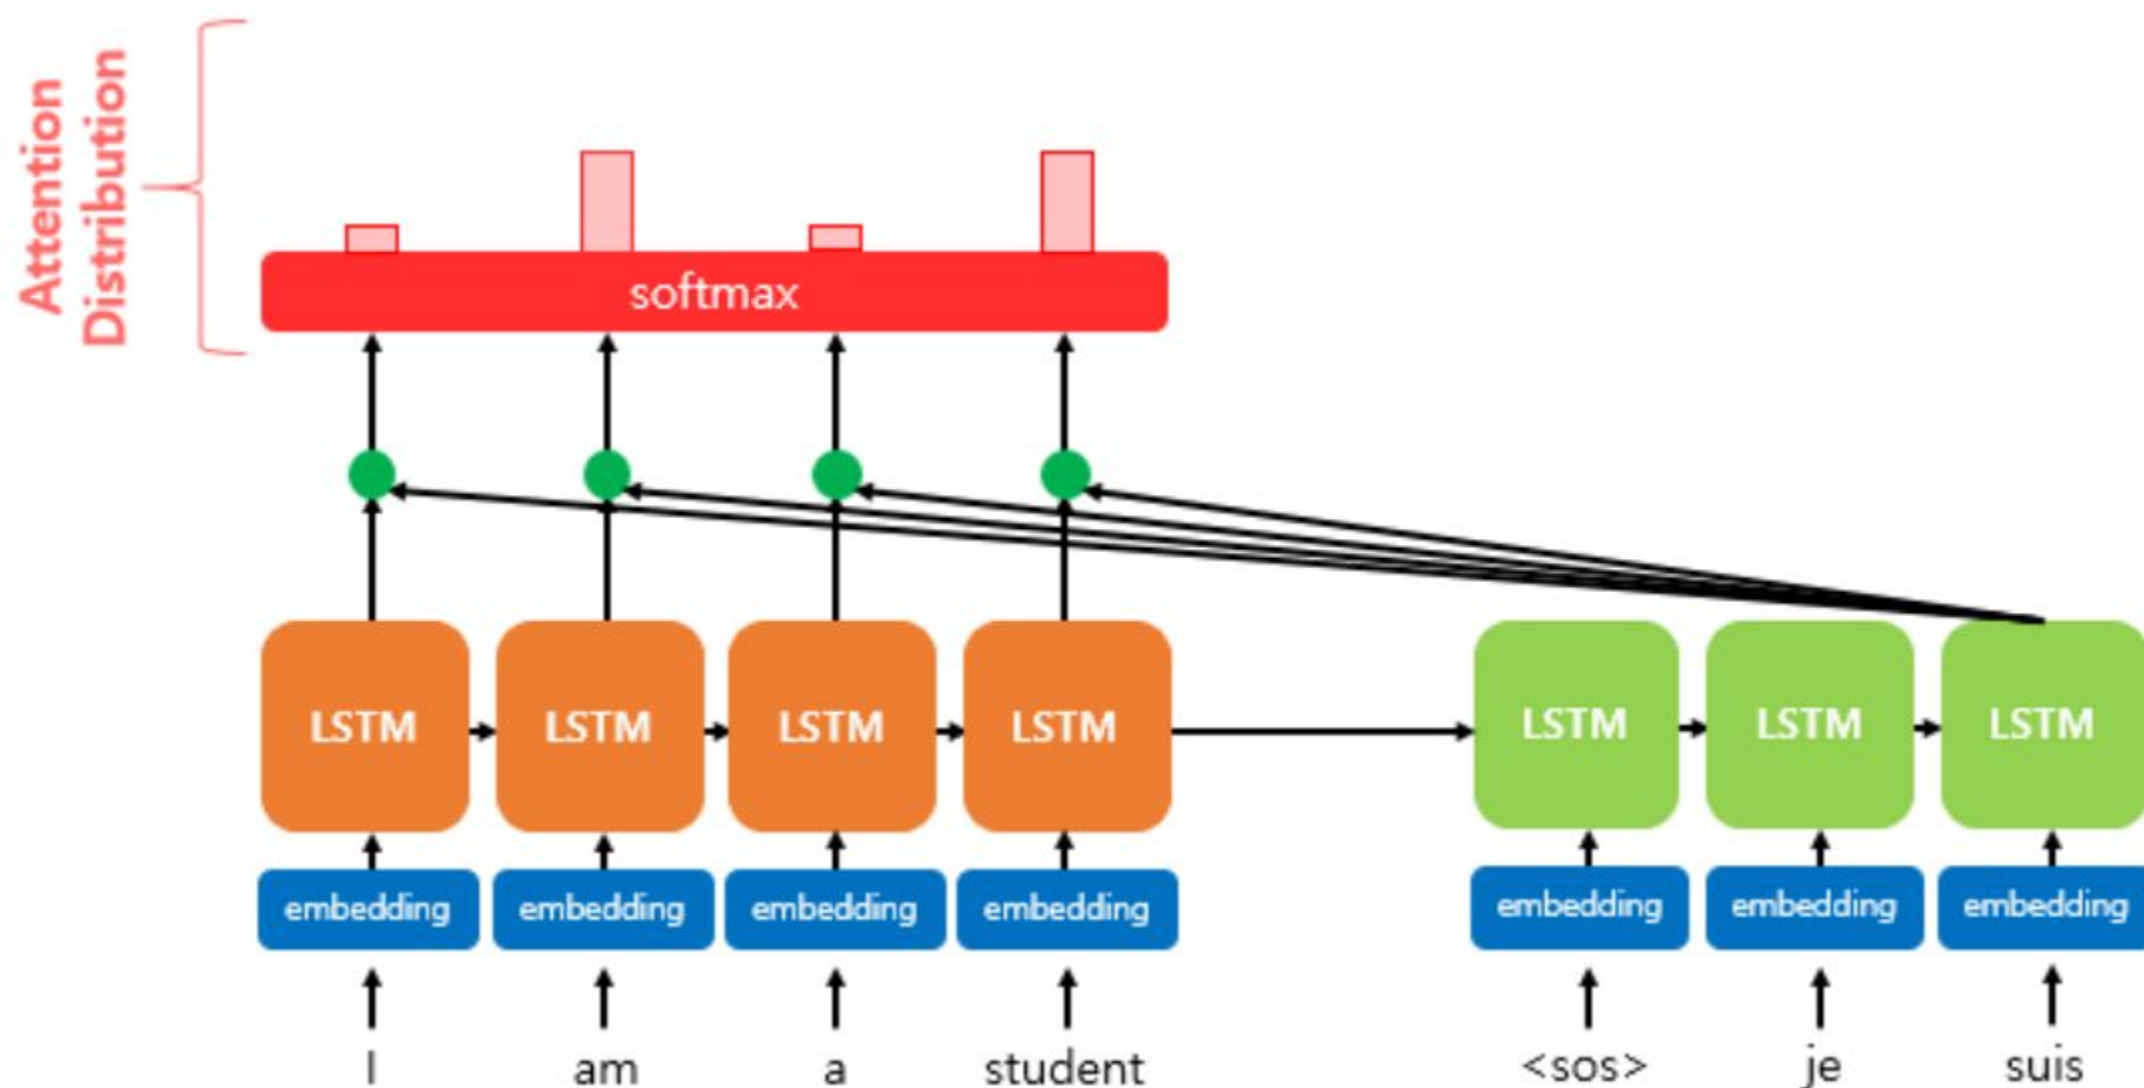 Attention
Distribution
softmax
LSTM LSTM LSTM LSTM LSTM LSTM LSTM
embedding embedding embedding embedding embedding embedding embedding
I am a student <sos> je suis